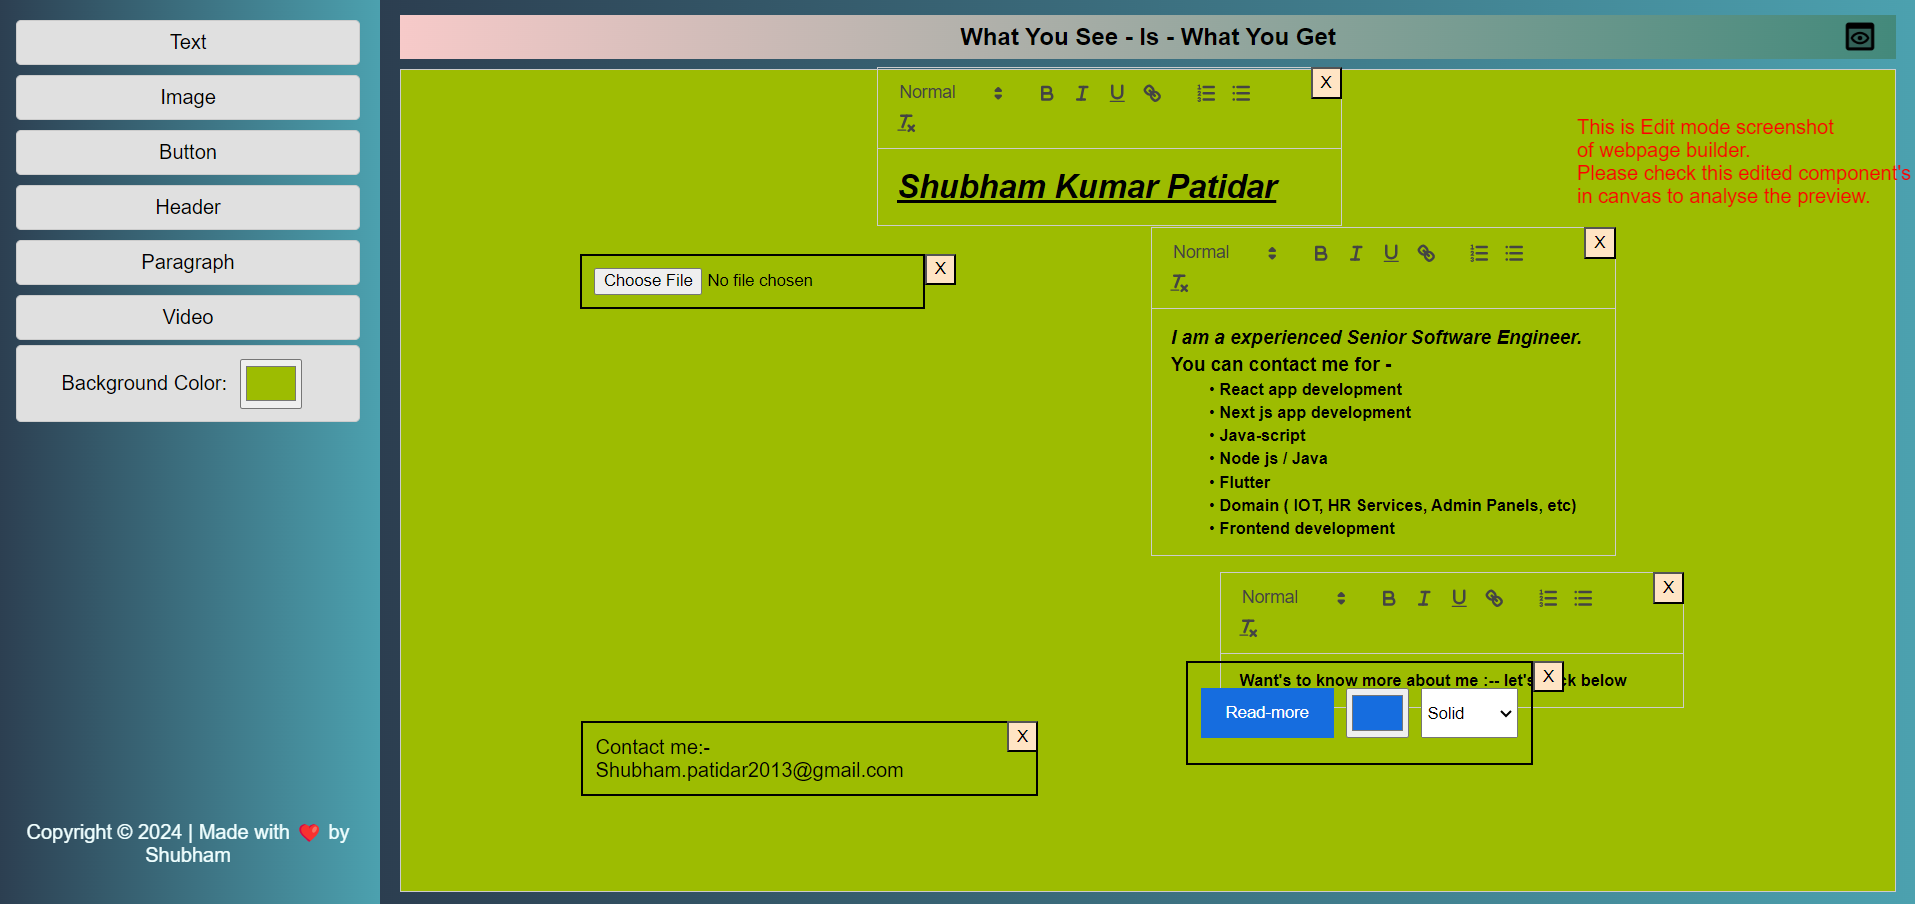 Text
Image
Button
Header
Paragraph
Video
Background Color:
Copyright © 2024 | Made with ❤️ by
Shubham
What You See - Is - What You Get
Normal
X
Shubham Kumar Patidar
This is Edit mode screenshot
of webpage builder.
Please check this edited component's
in canvas to analyse the preview.
Choose File No file chosen
X
Normal
X
I am a experienced Senior Software Engineer.
You can contact me for -
• React app development
• Next js app development
• Java-script
• Node js / Java
• Flutter
• Domain ( IOT, HR Services, Admin Panels, etc)
• Frontend development
Normal
X
Want's to know more about me :-- let's
below
X
Read-more
Solid
Contact me:-
Shubham.patidar2013@gmail.com
X